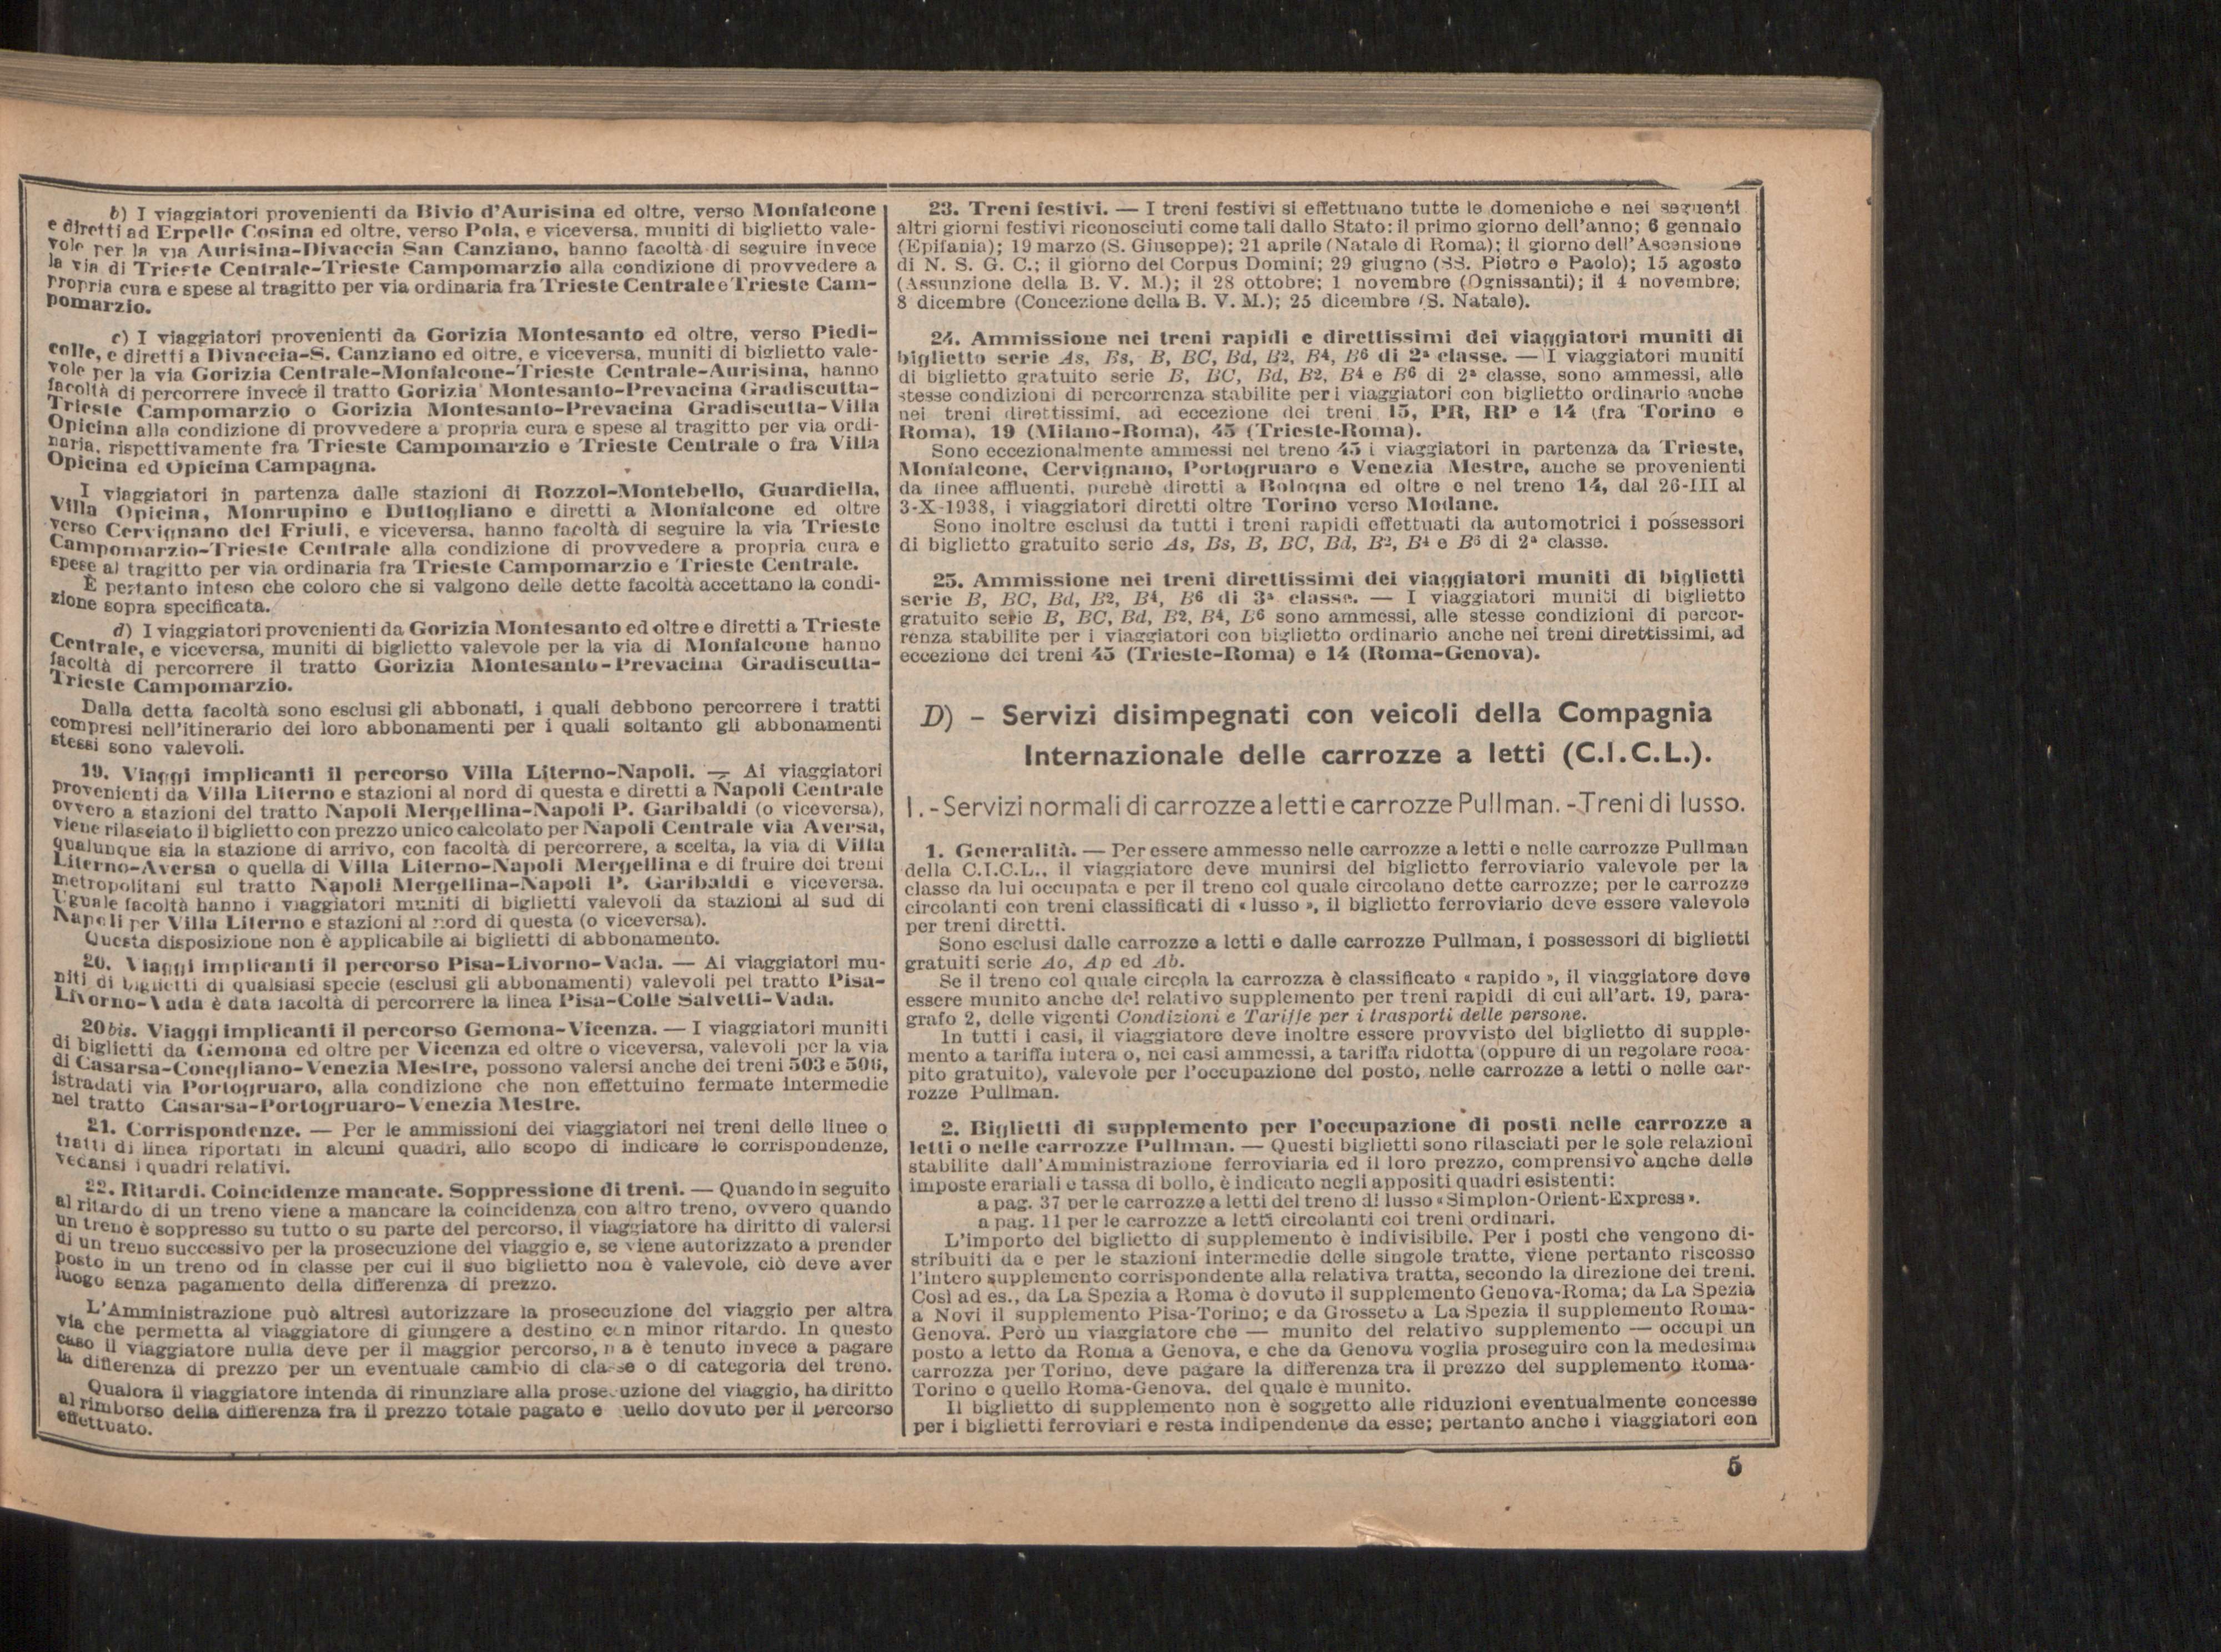 b) I viaggiatori provenienti da Bivio d'Aurisina ed oltre, verso Monfalcone
e diretti ad Erpelle Cosina ed oltre, verso Pola, e viceversa, muniti di biglietto vale-
vole per la via Aurisina-Divaccia San Canziano, hanno facoltà di seguire invece
la via di Trieste Centrale-Trieste Campomarzio alla condizione di provvedere a
propria cura e spese al tragitto per via ordinaria fra Trieste Centrale e Trieste Cam-
pomarzio.
c) I viaggiatori provenienti da Gorizia Montesanto ed oltre, verso Piedi-
colle, e diretti a Divaccia-S. Canziano ed oltre, e viceversa, muniti di biglietto vale-
vole per la via Gorizia Centrale-Monfalcone-Trieste Centrale-Aurisina, hanno
facoltà di percorrere invece il tratto Gorizia Montesanto-Prevacina Gradiscutta-
Trieste Campomarzio o Gorizia Montesanto-Prevacina Gradiscutta-Villa
Opicina alla condizione di provvedere a propria cura e spese al tragitto per via ordi-
naria, rispettivamente fra Trieste Campomarzio e Trieste Centrale o fra Villa
Opicina ed Opicina Campagna.
I viaggiatori in partenza dalle stazioni di Rozzol-Montebello, Guardiella,
Villa Opicina, Monrupino e Duttogliano e diretti a Monfalcone ed oltre
verso Cervignano del Friuli, e viceversa, hanno facoltà di seguire la via Trieste
Campomarzio-Trieste Centrale alla condizione di provvedere a propria cura e
spese al tragitto per via ordinaria fra Trieste Campomarzio e Trieste Centrale.
È pertanto inteso che coloro che si valgono delle dette facoltà accettano la condi-
zione sopra specificata.
d) I viaggiatori provenienti da Gorizia Montesanto ed oltre e diretti a Trieste
Centrale, e viceversa, muniti di biglietto valevole per la via di Monfalcone hanno
facoltà di percorrere il tratto Gorizia Montesanto-Prevacina Gradiscutta-
Trieste Campomarzio.
Dalla detta facoltà sono esclusi gli abbonati, i quali debbono percorrere i tratti
compresi nell'itinerario dei loro abbonamenti per i quali soltanto gli abbonamenti
stessi sono valevoli.
19. Viaggi implicanti il percorso Villa Literno-Napoli. — Ai viaggiatori
provenienti da Villa Literno e stazioni al nord di questa e diretti a Napoli Centrale
ovvero a stazioni del tratto Napoli Mergellina-Napoli P. Garibaldi (o viceversa),
viene rilasciato il biglietto con prezzo unico calcolato per Napoli Centrale via Aversa,
qualunque sia la stazione di arrivo, con facoltà di percorrere, a scelta, la via di Villa
Literno-Aversa o quella di Villa Literno-Napoli Mergellina e di fruire dei treni
metropolitani sul tratto Napoli Mergellina-Napoli P. Garibaldi e viceversa.
Uguale facoltà hanno i viaggiatori muniti di biglietti valevoli da stazioni al sud di
Napoli per Villa Literno e stazioni al nord di questa (o viceversa).
Questa disposizione non è applicabile ai biglietti di abbonamento.
20. Viaggi implicanti il percorso Pisa-Livorno-Vada. — Ai viaggiatori mu-
niti di biglietti di qualsiasi specie (esclusi gli abbonamenti) valevoli pel tratto Pisa-
Livorno-Vada è data facoltà di percorrere la linea Pisa-Colle Salvetti-Vada.
20 bis. Viaggi implicanti il percorso Gemona-Vicenza. — I viaggiatori muniti
di biglietti da Gemona ed oltre per Vicenza ed oltre o viceversa, valevoli per la via
di Casarsa-Conegliano-Venezia Mestre, possono valersi anche dei treni 503 e 506,
istradati via Portogruaro, alla condizione che non effettuino fermate intermedie
nel tratto Casarsa-Portogruaro-Venezia Mestre.
21. Corrispondenze. — Per le ammissioni dei viaggiatori nei treni delle linee o
tratti di linea riportati in alcuni quadri, allo scopo di indicare le corrispondenze,
vedansi i quadri relativi.
22. Ritardi. Coincidenze mancate. Soppressione di treni. — Quando in seguito
al ritardo di un treno viene a mancare la coincidenza con altro treno, ovvero quando
un treno è soppresso su tutto o su parte del percorso, il viaggiatore ha diritto di valersi
di un treno successivo per la prosecuzione del viaggio e, se viene autorizzato a prender
posto in un treno od in classe per cui il suo biglietto non è valevole, ciò deve aver
luogo senza pagamento della differenza di prezzo.
L'Amministrazione può altresì autorizzare la prosecuzione del viaggio per altra
via che permetta al viaggiatore di giungere a destino con minor ritardo. In questo
caso il viaggiatore nulla deve per il maggior percorso, ma è tenuto invece a pagare
la differenza di prezzo per un eventuale cambio di classe o di categoria del treno.
Qualora il viaggiatore intenda di rinunziare alla prosecuzione del viaggio, ha diritto
al rimborso della differenza fra il prezzo totale pagato e quello dovuto per il percorso
effettuato.
23. Treni festivi. — I treni festivi si effettuano tutte le domeniche e nei seguenti
altri giorni festivi riconosciuti come tali dallo Stato: il primo giorno dell'anno; 6 gennaio
(Epifania); 19 marzo (S. Giuseppe); 21 aprile (Natale di Roma); il giorno dell'Ascensione
di N. S. G. C.; il giorno del Corpus Domini; 29 giugno (SS. Pietro e Paolo); 15 agosto
(Assunzione della B. V. M.); il 28 ottobre; 1 novembre (Ognissanti); il 4 novembre;
8 dicembre (Concezione della B. V. M.); 25 dicembre (S. Natale).
24. Ammissione nei treni rapidi e direttissimi dei viaggiatori muniti di
biglietto serie As, Bs, B, BC, Bd, B2, B4, B6 di 2ª classe. — I viaggiatori muniti
di biglietto gratuito serie B, BC, Bd, B2, B4 e B6 di 2ª classe, sono ammessi, alle
stesse condizioni di percorrenza stabilite per i viaggiatori con biglietto ordinario anche
nei treni direttissimi, ad eccezione dei treni 15, PR, RP e 14 (fra Torino e
Roma), 19 (Milano-Roma), 45 (Trieste-Roma).
Sono eccezionalmente ammessi nel treno 45 i viaggiatori in partenza da Trieste,
Monfalcone, Cervignano, Portogruaro e Venezia Mestre, anche se provenienti
da linee affluenti, purchè diretti a Bologna ed oltre e nel treno 14, dal 26-III al
3-X-1938, i viaggiatori diretti oltre Torino verso Modane.
Sono inoltre esclusi da tutti i treni rapidi effettuati da automotrici i possessori
di biglietto gratuito serie As, Bs, B, BC, Bd, B2, B4 e B6 di 2ª classe.
25. Ammissione nei treni direttissimi dei viaggiatori muniti di biglietti
serie B, BC, Bd, B2, B4, B6 di 3ª classe. — I viaggiatori muniti di biglietto
gratuito serie B, BC, Bd, B2, B4, B6 sono ammessi, alle stesse condizioni di percor-
renza stabilite per i viaggiatori con biglietto ordinario anche nei treni direttissimi, ad
eccezione dei treni 45 (Trieste-Roma) e 14 (Roma-Genova).
D) – Servizi disimpegnati con veicoli della Compagnia
Internazionale delle carrozze a letti (C.I.C.L.).
I. - Servizi normali di carrozze a letti e carrozze Pullman. - Treni di lusso.
1. Generalità. — Per essere ammesso nelle carrozze a letti e nelle carrozze Pullman
della C.I.C.L., il viaggiatore deve munirsi del biglietto ferroviario valevole per la
classe da lui occupata e per il treno col quale circolano dette carrozze; per le carrozze
circolanti con treni classificati di « lusso », il biglietto ferroviario deve essere valevole
per treni diretti.
Sono esclusi dalle carrozze a letti e dalle carrozze Pullman, i possessori di biglietti
gratuiti serie Ao, Ap ed Ab.
Se il treno col quale circola la carrozza è classificato « rapido », il viaggiatore deve
essere munito anche del relativo supplemento per treni rapidi di cui all'art. 19, para-
grafo 2, delle vigenti Condizioni e Tariffe per i trasporti delle persone.
In tutti i casi, il viaggiatore deve inoltre essere provvisto del biglietto di supple-
mento a tariffa intera o, nei casi ammessi, a tariffa ridotta (oppure di un regolare reca-
pito gratuito), valevole per l'occupazione del posto, nelle carrozze a letti o nelle car-
rozze Pullman.
2. Biglietti di supplemento per l'occupazione di posti nelle carrozze a
letti o nelle carrozze Pullman. — Questi biglietti sono rilasciati per le sole relazioni
stabilite dall'Amministrazione ferroviaria ed il loro prezzo, comprensivo anche delle
imposte erariali e tassa di bollo, è indicato negli appositi quadri esistenti:
a pag. 37 per le carrozze a letti del treno di lusso « Simplon-Orient-Express ».
a pag. 11 per le carrozze a letti circolanti coi treni ordinari.
L'importo del biglietto di supplemento è indivisibile. Per i posti che vengono di-
stribuiti da e per le stazioni intermedie delle singole tratte, viene pertanto riscosso
l'intero supplemento corrispondente alla relativa tratta, secondo la direzione dei treni.
Così ad es., da La Spezia a Roma è dovuto il supplemento Genova-Roma; da La Spezia
a Novi il supplemento Pisa-Torino; e da Grosseto a La Spezia il supplemento Roma-
Genova. Però un viaggiatore che — munito del relativo supplemento — occupi un
posto a letto da Roma a Genova, e che da Genova voglia proseguire con la medesima
carrozza per Torino, deve pagare la differenza tra il prezzo del supplemento Roma-
Torino e quello Roma-Genova, del quale è munito.
Il biglietto di supplemento non è soggetto alle riduzioni eventualmente concesse
per i biglietti ferroviari e resta indipendente da esse; pertanto anche i viaggiatori con
5